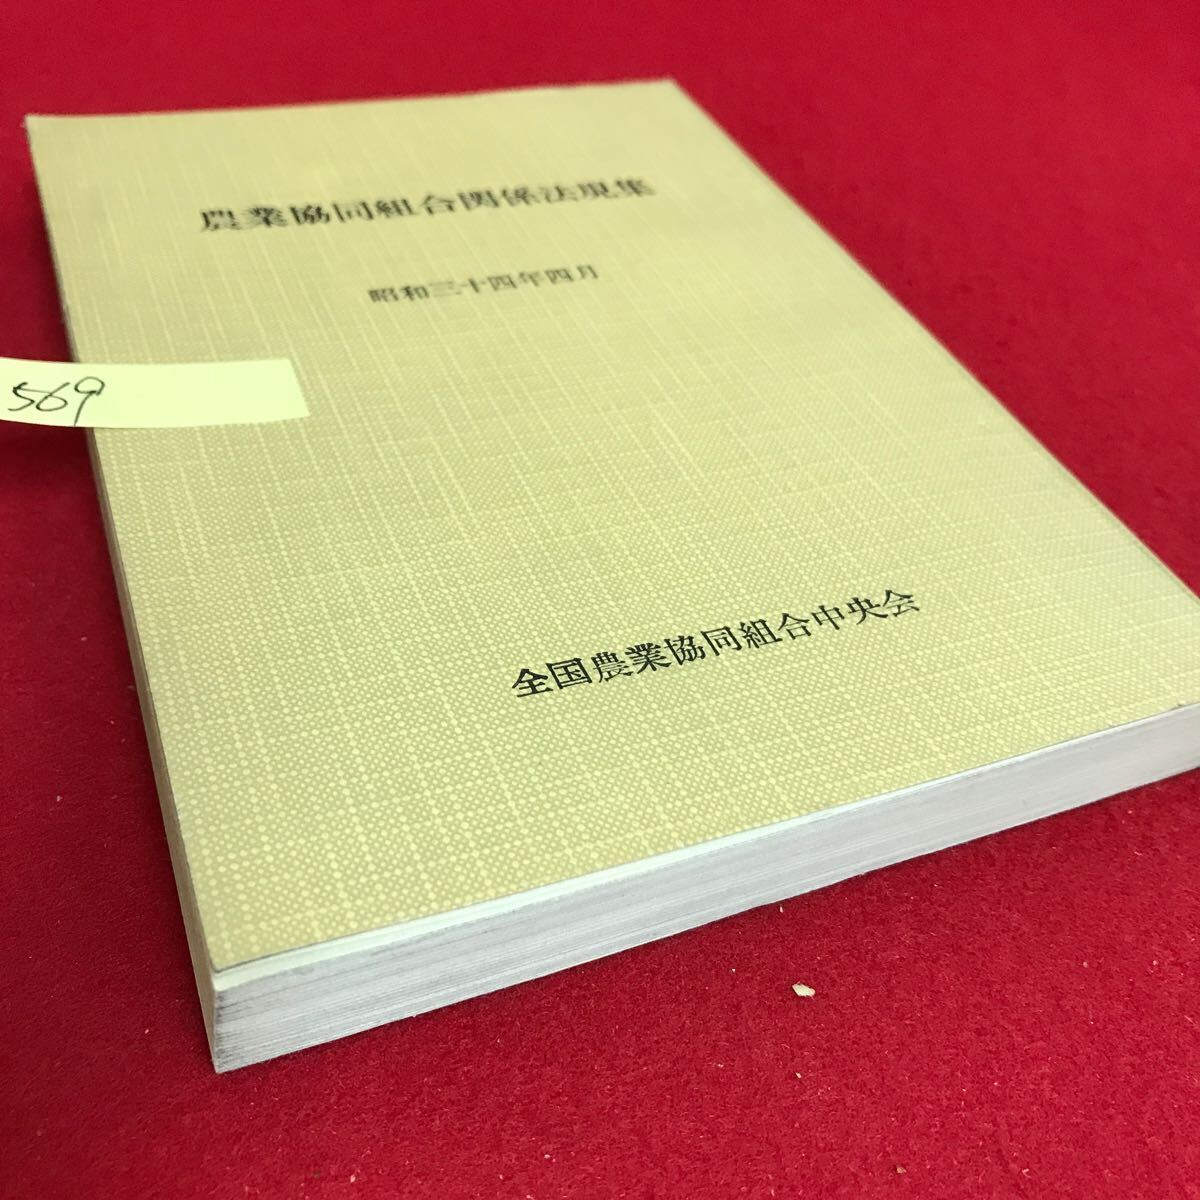 農業協同組合関係法規集
昭和三十四年四月
569
全国農業協同組合中央会